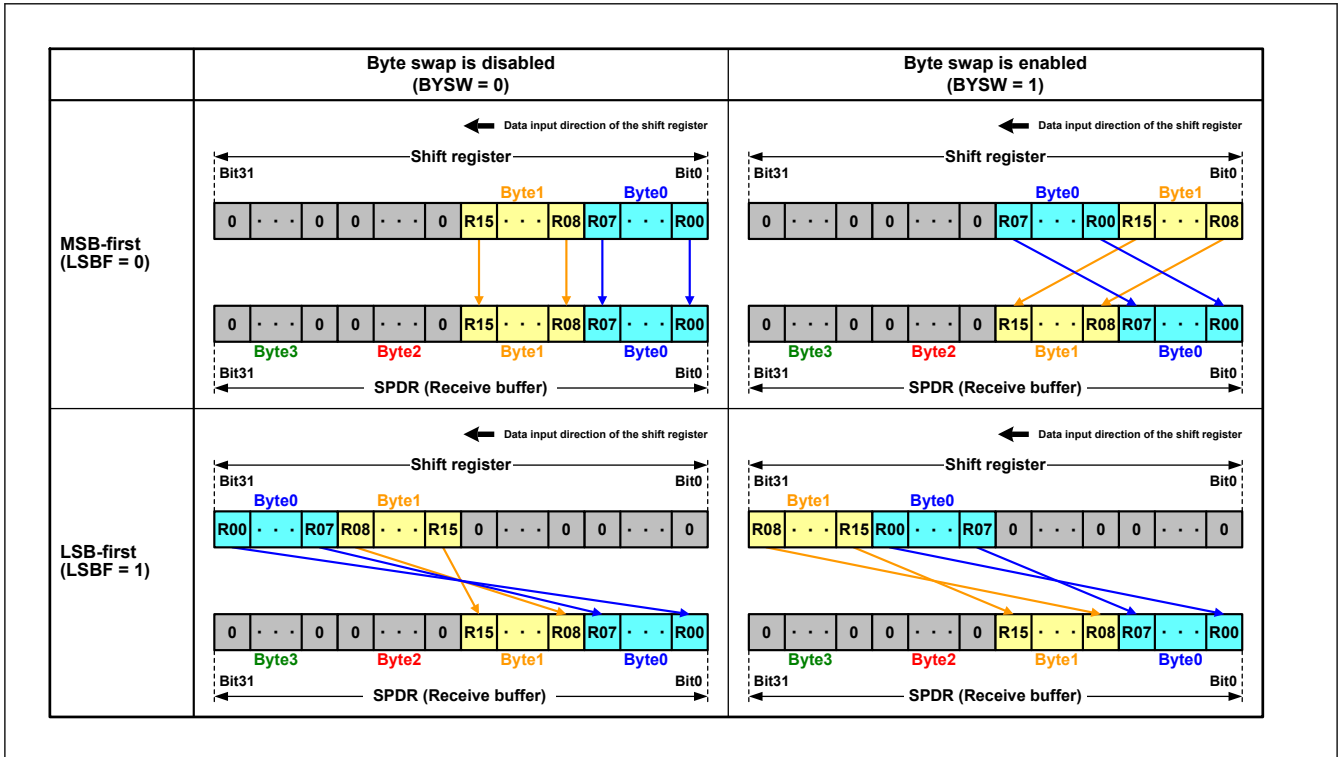 Byte swap is disabled
(BYSW = 0)
Byte swap is enabled
(BYSW = 1)
MSB-first
(LSBF = 0)
Data input direction of the shift register
Shift register
Bit31 Bit0
Byte1 Byte0
0 · · · 0 0 · · · 0 R15 · · · R08 R07 · · · R00
0 · · · 0 0 · · · 0 R15 · · · R08 R07 · · · R00
Byte3 Byte2 Byte1 Byte0
Bit31 Bit0
SPDR (Receive buffer)
Data input direction of the shift register
Shift register
Bit31 Bit0
Byte0 Byte1
0 · · · 0 0 · · · 0 R07 · · · R00 R15 · · · R08
0 · · · 0 0 · · · 0 R15 · · · R08 R07 · · · R00
Byte3 Byte2 Byte1 Byte0
Bit31 Bit0
SPDR (Receive buffer)
LSB-first
(LSBF = 1)
Data input direction of the shift register
Shift register
Bit31 Bit0
Byte0 Byte1
R00 · · · R07 R08 · · · R15 0 · · · 0 0 · · · 0
0 · · · 0 0 · · · 0 R15 · · · R08 R07 · · · R00
Byte3 Byte2 Byte1 Byte0
Bit31 Bit0
SPDR (Receive buffer)
Data input direction of the shift register
Shift register
Bit31 Bit0
Byte1 Byte0
R08 · · · R15 R00 · · · R07 0 · · · 0 0 · · · 0
0 · · · 0 0 · · · 0 R15 · · · R08 R07 · · · R00
Byte3 Byte2 Byte1 Byte0
Bit31 Bit0
SPDR (Receive buffer)